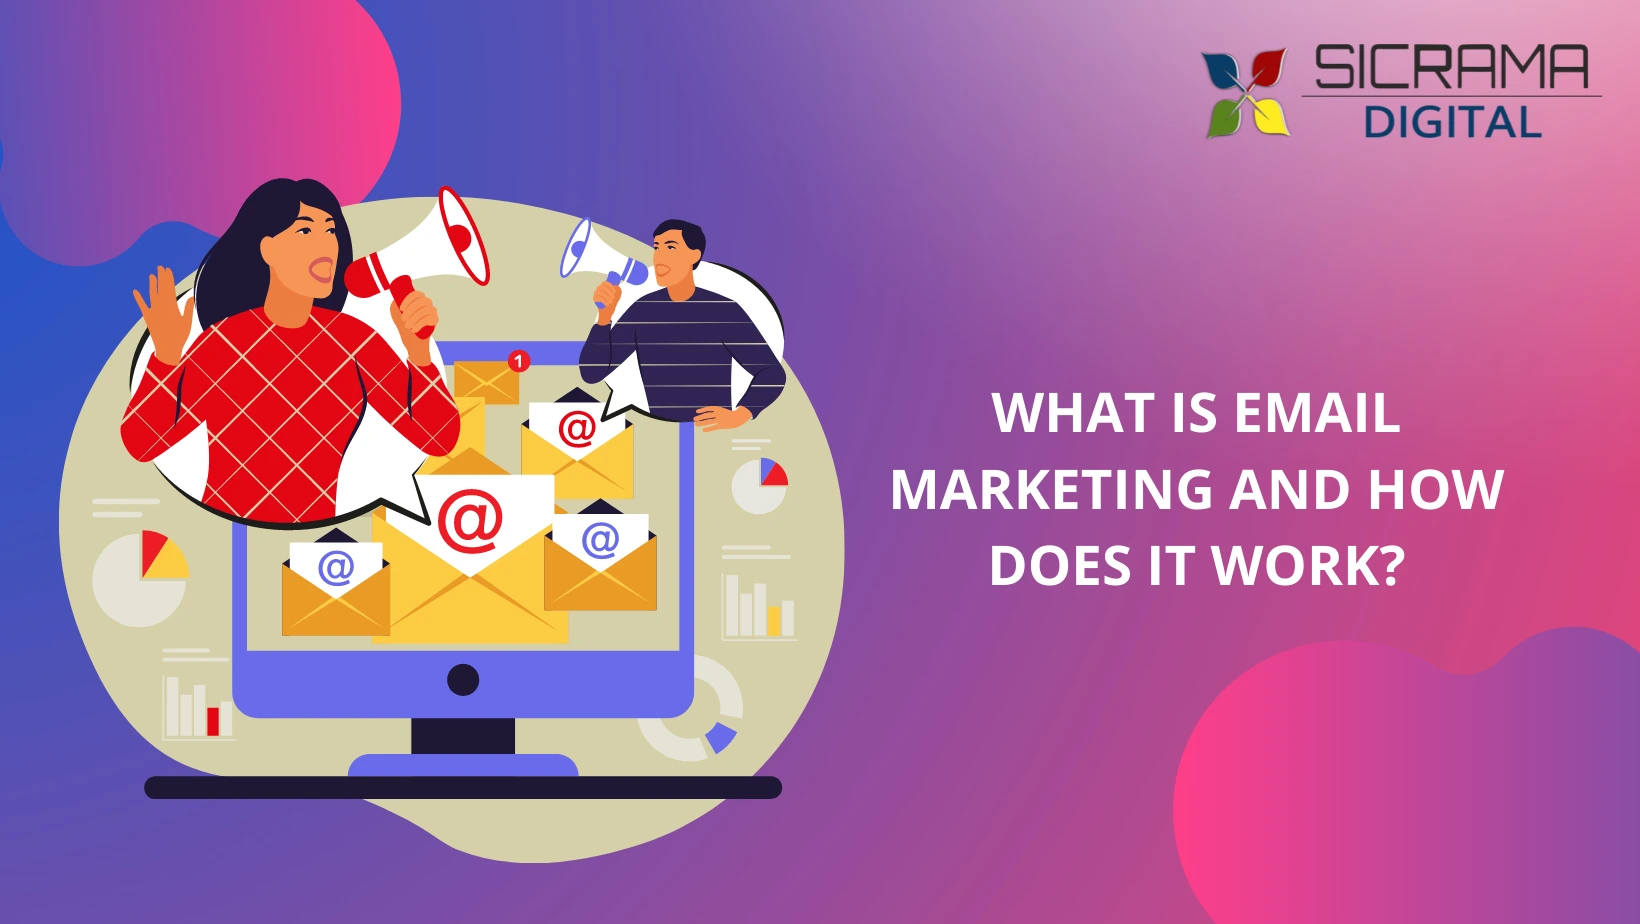 SICRAMA
DIGITAL
1
@
@
@
@
WHAT IS EMAIL
MARKETING AND HOW
DOES IT WORK?